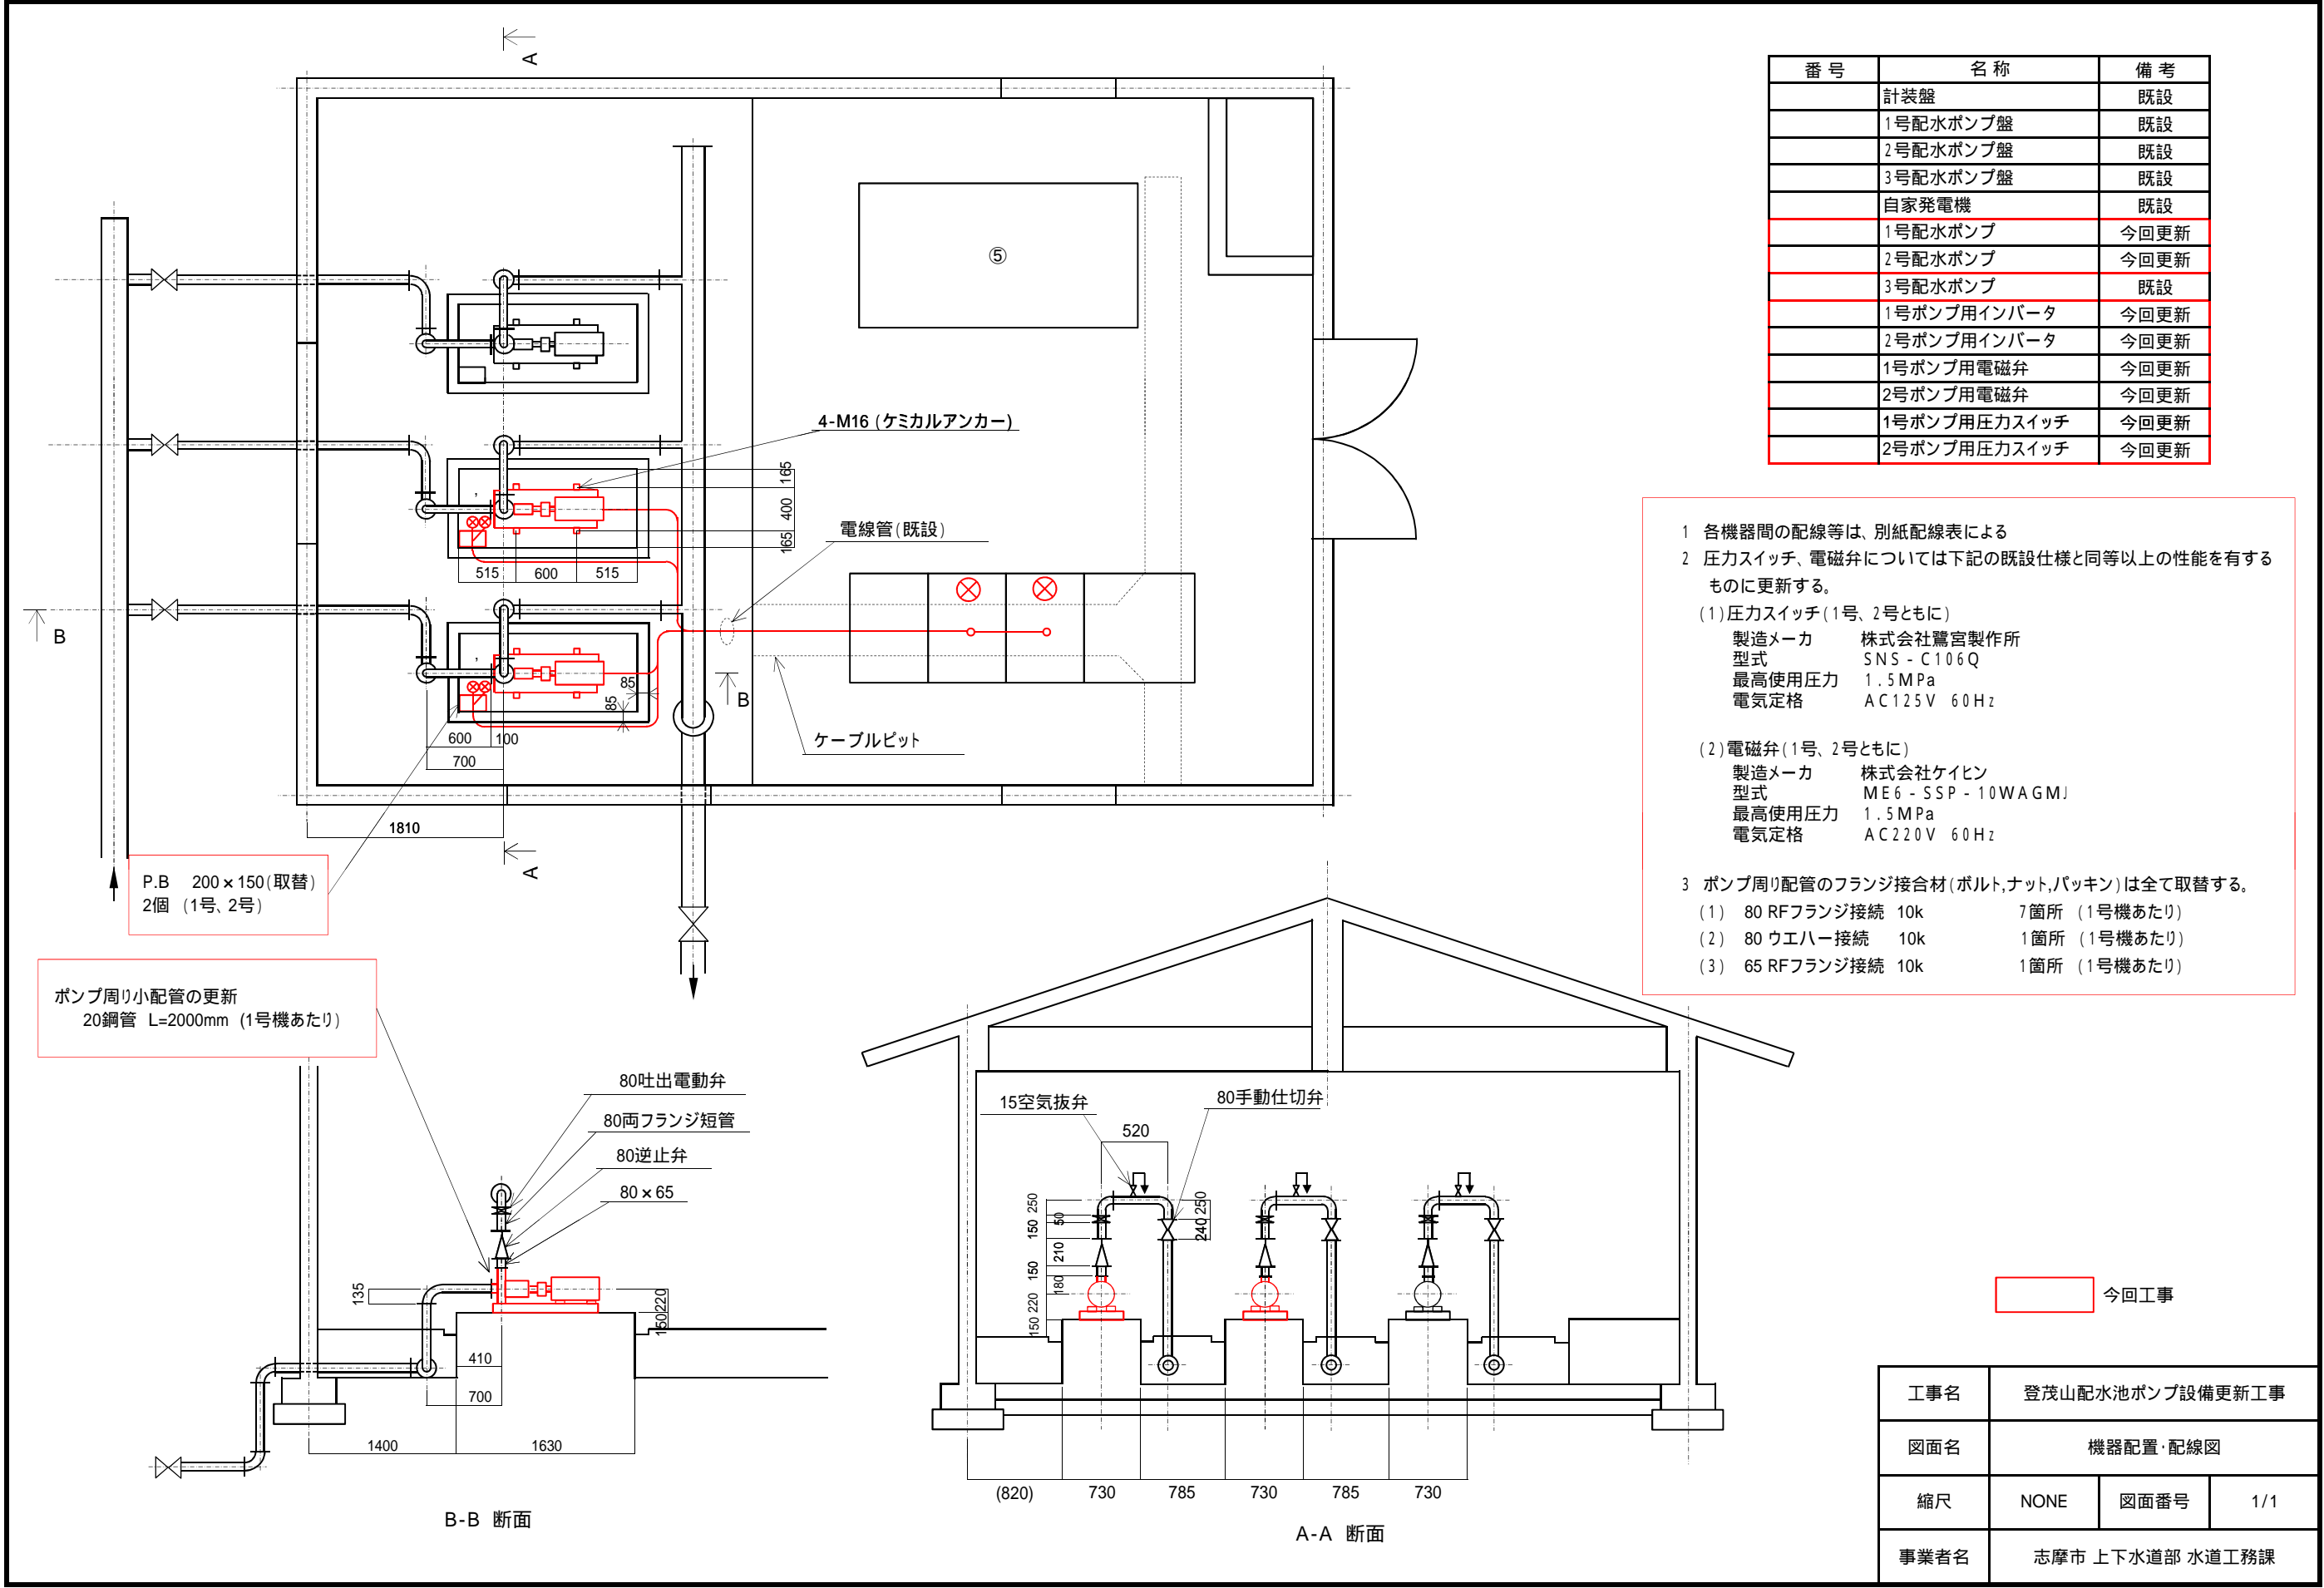 A
番 号 名 称 備 考
計装盤 既設
1号配水ポンプ盤 既設
2号配水ポンプ盤 既設
3号配水ポンプ盤 既設
自家発電機 既設
1号配水ポンプ 今回更新
2号配水ポンプ 今回更新
3号配水ポンプ 既設
1号ポンプ用インバータ 今回更新
2号ポンプ用インバータ 今回更新
1号ポンプ用電磁弁 今回更新
2号ポンプ用電磁弁 今回更新
1号ポンプ用圧力スイッチ 今回更新
2号ポンプ用圧力スイッチ 今回更新
⑤
4-M16 (ケミカルアンカー)
165
400
165
515 600 515
電線管(既設)
B
B
85
85
600 100
700
ケーブルピット
1810
A
P.B 200×150(取替)
2個 (1号、2号)
1 各機器間の配線等は、別紙配線表による
2 圧力スイッチ、電磁弁については下記の既設仕様と同等以上の性能を有する
ものに更新する。
(1)圧力スイッチ(1号、2号ともに)
製造メーカ 株式会社鷺宮製作所
型式 SNS-C106Q
最高使用圧力 1.5MPa
電気定格 AC125V 60Hz
(2)電磁弁(1号、2号ともに)
製造メーカ 株式会社ケイヒン
型式 ME6-SSP-10WAGMJ
最高使用圧力 1.5MPa
電気定格 AC220V 60Hz
3 ポンプ周り配管のフランジ接合材(ボルト,ナット,パッキン)は全て取替する。
(1) 80 RFフランジ接続 10k 7箇所 (1号機あたり)
(2) 80 ウエハー接続 10k 1箇所 (1号機あたり)
(3) 65 RFフランジ接続 10k 1箇所 (1号機あたり)
ポンプ周り小配管の更新
20鋼管 L=2000mm (1号機あたり)
80吐出電動弁
80両フランジ短管
80逆止弁
80×65
135
220
150
410
700
1400 1630
B-B 断面
15空気抜弁
80手動仕切弁
520
250
50
150
210
150
180
220
150
250
240
(820) 730 785 730 785 730
A-A 断面
今回工事
工事名 登茂山配水池ポンプ設備更新工事
図面名 機器配置・配線図
縮尺 NONE 図面番号 1/1
事業者名 志摩市 上下水道部 水道工務課